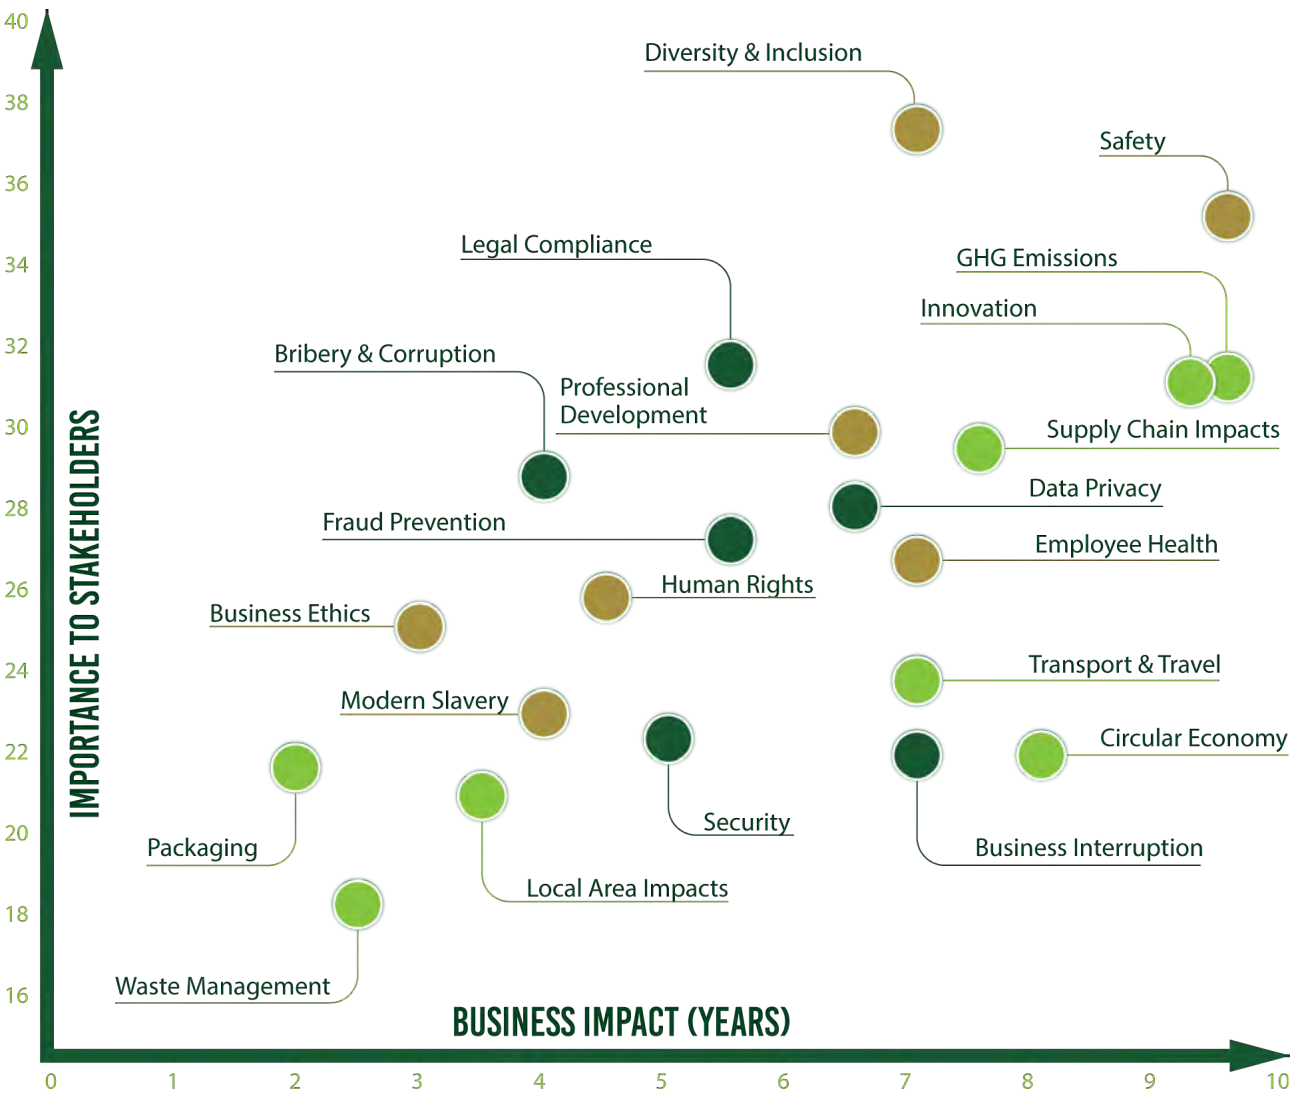 40
Diversity & Inclusion
38
Safety
36
Legal Compliance
GHG Emissions
34
Innovation
32
Bribery & Corruption
Professional
Development
30
Supply Chain Impacts
Data Privacy
28
Fraud Prevention
Employee Health
26
Human Rights
Business Ethics
IMPORTANCE TO STAKEHOLDERS
24
Transport & Travel
Modern Slavery
22
Circular Economy
Security
20
Packaging
Business Interruption
Local Area Impacts
18
Waste Management
16
BUSINESS IMPACT (YEARS)
0 1 2 3 4 5 6 7 8 9 10